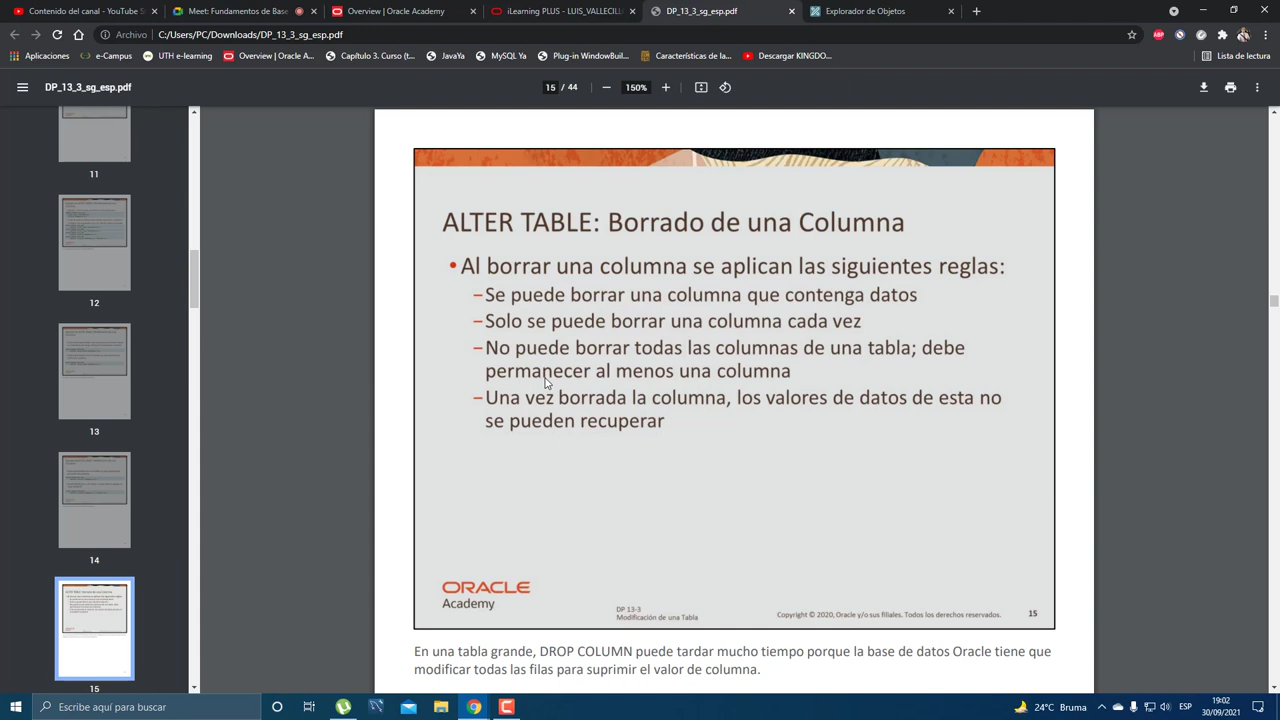 Contenido del canal - YouTube S
Meet: Fundamentos de Base
Overview | Oracle Academy
iLearning PLUS - LUIS_VALLECILL
DP_13_3_sg_esp.pdf
Explorador de Objetos
Archivo
C:/Users/PC/Downloads/DP_13_3_sg_esp.pdf
ABP
Aplicaciones
e-Campus
UTH e-learning
Overview | Oracle A...
Capítulo 3. Curso (t...
JavaYa
MySQL Ya
Plug-in WindowBuil...
Características de la...
Descargar KINGDO...
Lista de lectura
DP_13_3_sg_esp.pdf
15 / 44
150%
11
12
13
14
15
ALTER TABLE: Borrado de una Columna
• Al borrar una columna se aplican las siguientes reglas:
– Se puede borrar una columna que contenga datos
– Solo se puede borrar una columna cada vez
– No puede borrar todas las columnas de una tabla; debe
permanecer al menos una columna
– Una vez borrada la columna, los valores de datos de esta no
se pueden recuperar
ORACLE
Academy
DP 13-3
Modificación de una Tabla
Copyright © 2020, Oracle y/o sus filiales. Todos los derechos reservados.
15
En una tabla grande, DROP COLUMN puede tardar mucho tiempo porque la base de datos Oracle tiene que
modificar todas las filas para suprimir el valor de columna.
Escribe aquí para buscar
24°C Bruma
ESP
19:02
30/09/2021